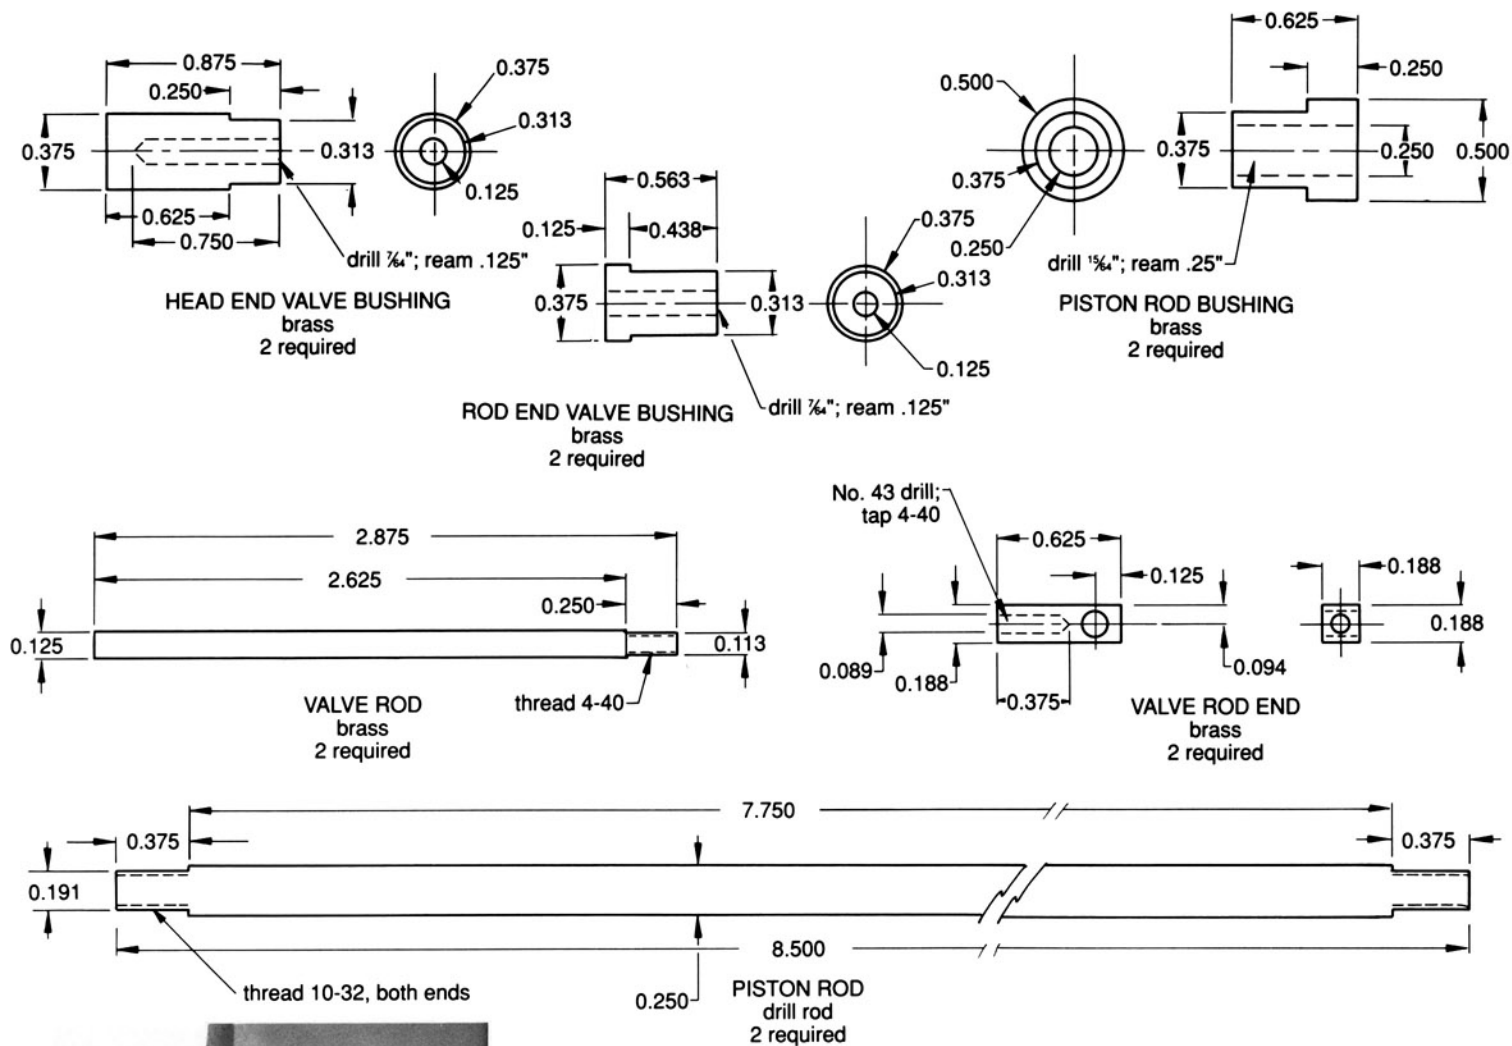 0.875
0.250
0.375
0.313
0.625
0.750
drill 7⁄64"; ream .125"
0.375
0.313
0.125
HEAD END VALVE BUSHING
brass
2 required
0.563
0.125
0.438
0.375
0.313
drill 7⁄64"; ream .125"
0.375
0.313
0.125
ROD END VALVE BUSHING
brass
2 required
0.500
0.375
0.250
0.625
0.250
0.375
0.250
0.500
drill 15⁄64"; ream .25"
PISTON ROD BUSHING
brass
2 required
2.875
2.625
0.250
0.125
0.113
thread 4-40
VALVE ROD
brass
2 required
No. 43 drill;
tap 4-40
0.625
0.125
0.089
0.188
0.375
0.094
0.188
0.188
VALVE ROD END
brass
2 required
7.750
0.375
0.375
0.191
8.500
thread 10-32, both ends
0.250
PISTON ROD
drill rod
2 required